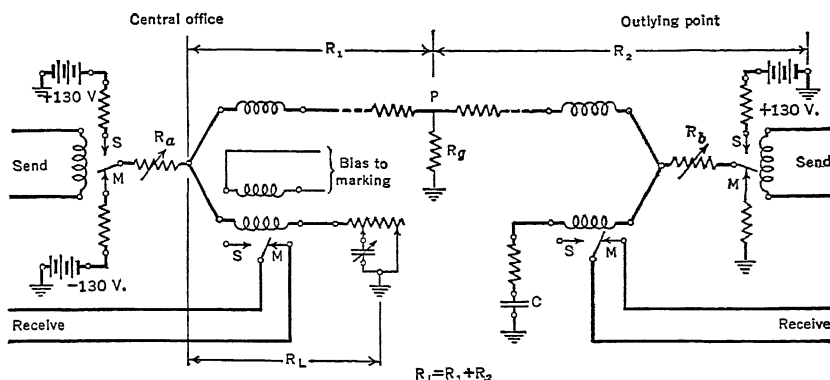 Central office
Outlying point
R1
R2
+130 V.
P
+130 V.
S
Ra
Rg
Rb
S
Send
M
Bias to
marking
M
Send
-130 V.
S
M
S
M
C
Receive
Receive
RL
RL=R1+R2